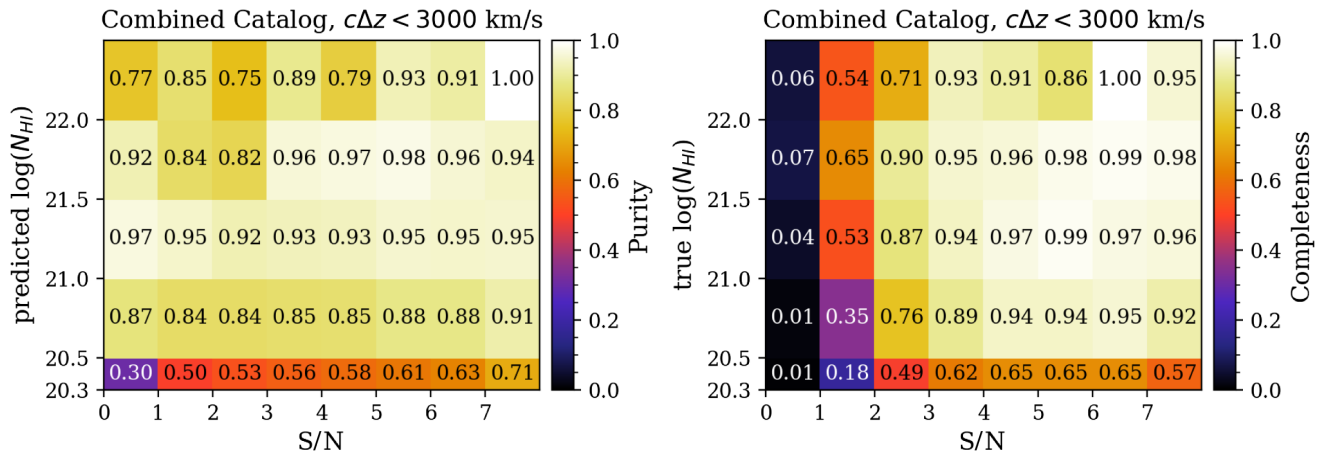 Combined Catalog, cΔz < 3000 km/s
predicted log(N_HI)
22.0
21.5
21.0
20.5
20.3
0.77 0.85 0.75 0.89 0.79 0.93 0.91 1.00
0.92 0.84 0.82 0.96 0.97 0.98 0.96 0.94
0.97 0.95 0.92 0.93 0.93 0.95 0.95 0.95
0.87 0.84 0.84 0.85 0.85 0.88 0.88 0.91
0.30 0.50 0.53 0.56 0.58 0.61 0.63 0.71
0 1 2 3 4 5 6 7
S/N
1.0
0.8
0.6
0.4
0.2
0.0
Purity
Combined Catalog, cΔz < 3000 km/s
true log(N_HI)
22.0
21.5
21.0
20.5
20.3
0.06 0.54 0.71 0.93 0.91 0.86 1.00 0.95
0.07 0.65 0.90 0.95 0.96 0.98 0.99 0.98
0.04 0.53 0.87 0.94 0.97 0.99 0.97 0.96
0.01 0.35 0.76 0.89 0.94 0.94 0.95 0.92
0.01 0.18 0.49 0.62 0.65 0.65 0.65 0.57
0 1 2 3 4 5 6 7
S/N
1.0
0.8
0.6
0.4
0.2
0.0
Completeness